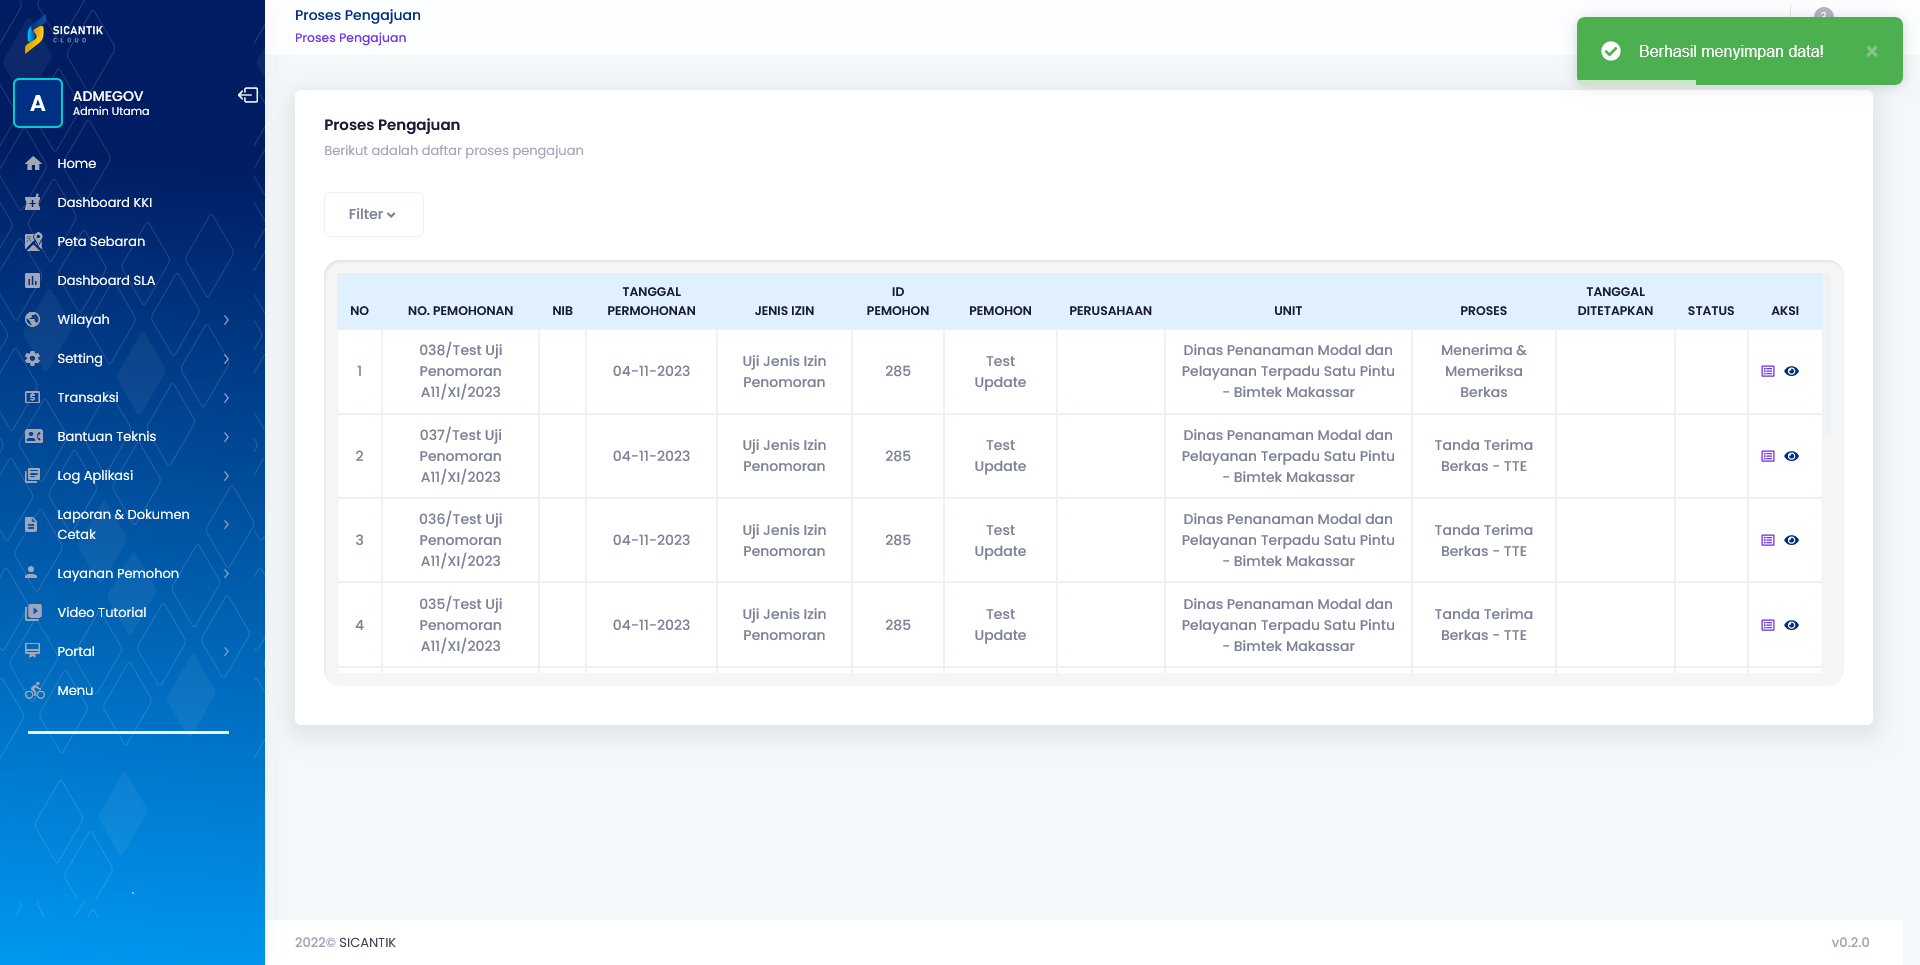 SICANTIK
CLOUD
A
ADMEGOV
Admin Utama
Home
Dashboard KKI
Peta Sebaran
Dashboard SLA
Wilayah
Setting
Transaksi
Bantuan Teknis
Log Aplikasi
Laporan & Dokumen
Cetak
Layanan Pemohon
Video Tutorial
Portal
Menu
Proses Pengajuan
Proses Pengajuan
Berhasil menyimpan data!
Proses Pengajuan
Berikut adalah daftar proses pengajuan
Filter
NO NO. PEMOHONAN NIB TANGGAL PERMOHONAN JENIS IZIN ID PEMOHON PEMOHON PERUSAHAAN UNIT PROSES TANGGAL DITETAPKAN STATUS AKSI
1 038/Test Uji Penomoran A11/XI/2023 04-11-2023 Uji Jenis Izin Penomoran 285 Test Update Dinas Penanaman Modal dan Pelayanan Terpadu Satu Pintu - Bimtek Makassar Menerima & Memeriksa Berkas
2 037/Test Uji Penomoran A11/XI/2023 04-11-2023 Uji Jenis Izin Penomoran 285 Test Update Dinas Penanaman Modal dan Pelayanan Terpadu Satu Pintu - Bimtek Makassar Tanda Terima Berkas - TTE
3 036/Test Uji Penomoran A11/XI/2023 04-11-2023 Uji Jenis Izin Penomoran 285 Test Update Dinas Penanaman Modal dan Pelayanan Terpadu Satu Pintu - Bimtek Makassar Tanda Terima Berkas - TTE
4 035/Test Uji Penomoran A11/XI/2023 04-11-2023 Uji Jenis Izin Penomoran 285 Test Update Dinas Penanaman Modal dan Pelayanan Terpadu Satu Pintu - Bimtek Makassar Tanda Terima Berkas - TTE
2022© SICANTIK
v0.2.0